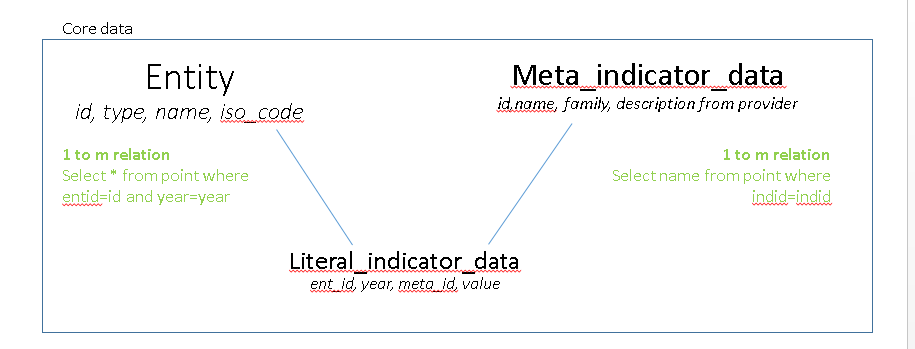 Core data
Entity
id, type, name, iso_code
Meta_indicator_data
id,name, family, description from provider
1 to m relation
Select * from point where
entid=id and year=year
1 to m relation
Select name from point where
indid=indid
Literal_indicator_data
ent_id, year, meta_id, value